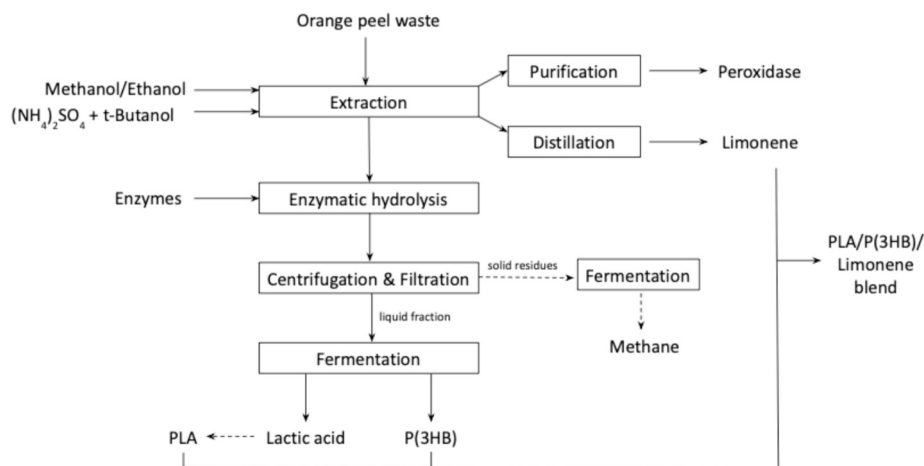 Orange peel waste
Methanol/Ethanol
(NH4)2SO4 + t-Butanol
Extraction
Purification
Peroxidase
Distillation
Limonene
Enzymes
Enzymatic hydrolysis
PLA/P(3HB)/
Limonene
blend
Centrifugation & Filtration
solid residues
Fermentation
liquid fraction
Methane
Fermentation
PLA
Lactic acid
P(3HB)